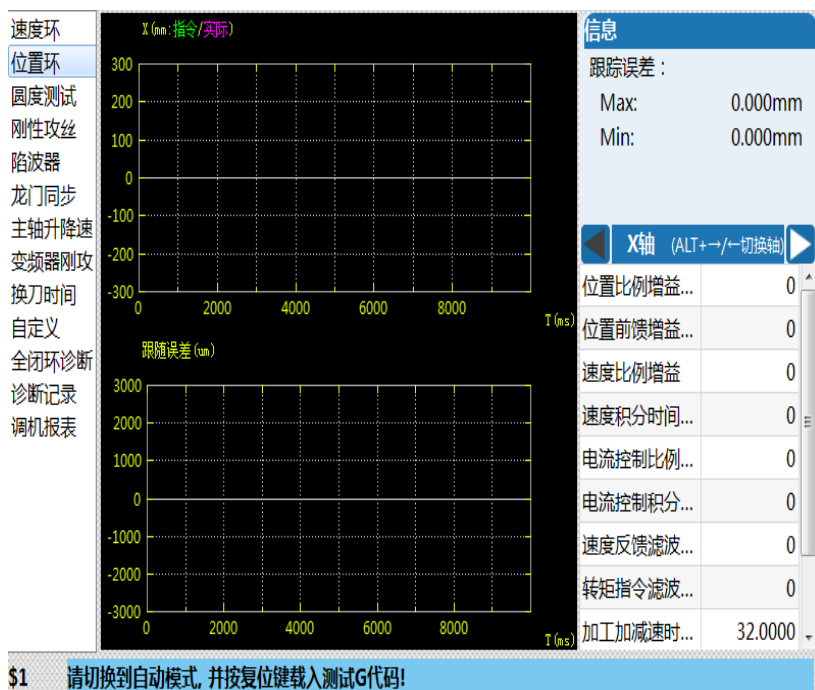 速度环
位置环
圆度测试
刚性攻丝
陷波器
龙门同步
主轴升降速
变频器刚攻
换刀时间
自定义
全闭环诊断
诊断记录
调机报表
X(mm:指令/实际)
300
200
100
0
-100
-200
-300
0 2000 4000 6000 8000
T(ms)
跟随误差(um)
3000
2000
1000
0
-1000
-2000
-3000
0 2000 4000 6000 8000
T(ms)
信息
跟踪误差：
Max: 0.000mm
Min: 0.000mm
X轴 (ALT+→/←切换轴)
位置比例增益... 0
位置前馈增益... 0
速度比例增益 0
速度积分时间... 0
电流控制比例... 0
电流控制积分... 0
速度反馈滤波... 0
转矩指令滤波... 0
加工加减速时... 32.0000
$1 请切换到自动模式, 并按复位键载入测试G代码!